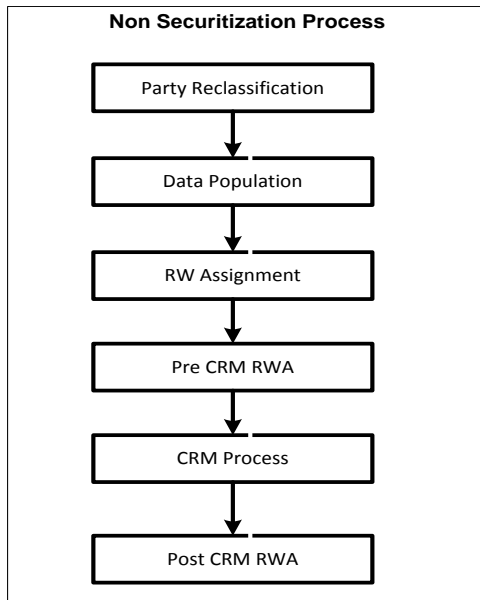 Non Securitization Process
Party Reclassification
Data Population
RW Assignment
Pre CRM RWA
CRM Process
Post CRM RWA